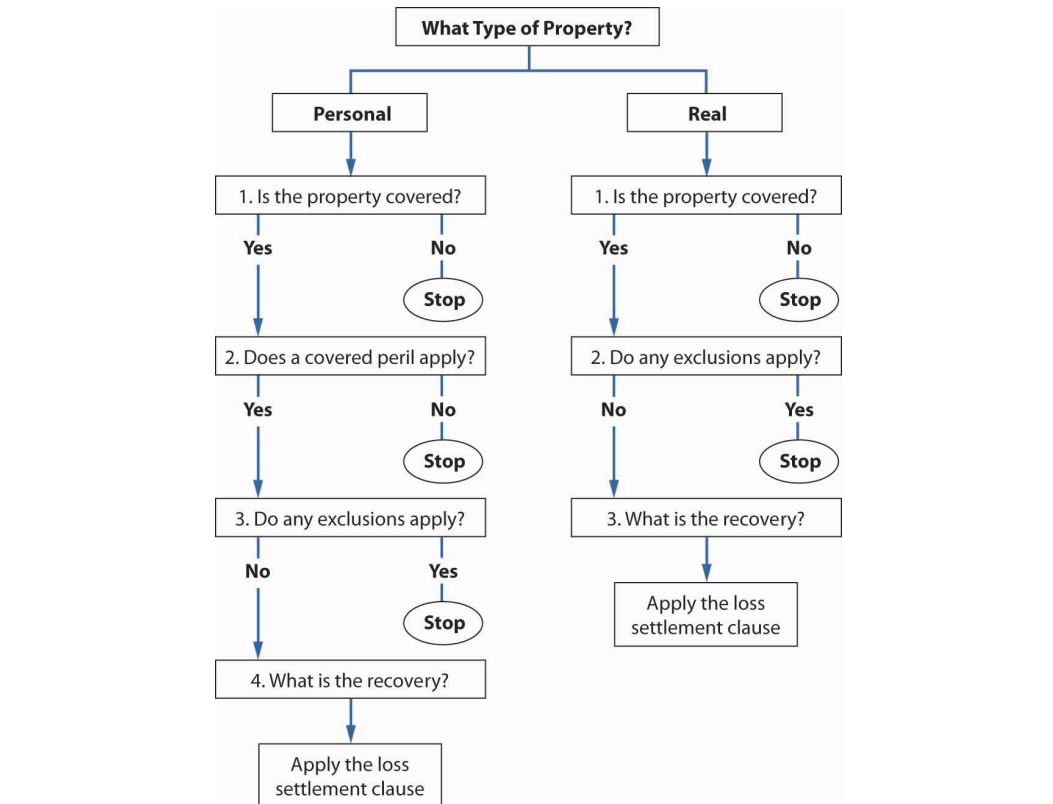 What Type of Property?
Personal
Real
1. Is the property covered?
1. Is the property covered?
Yes
No
Yes
No
Stop
Stop
2. Does a covered peril apply?
2. Do any exclusions apply?
Yes
No
No
Yes
Stop
Stop
3. Do any exclusions apply?
3. What is the recovery?
No
Yes
Apply the loss
settlement clause
Stop
4. What is the recovery?
Apply the loss
settlement clause